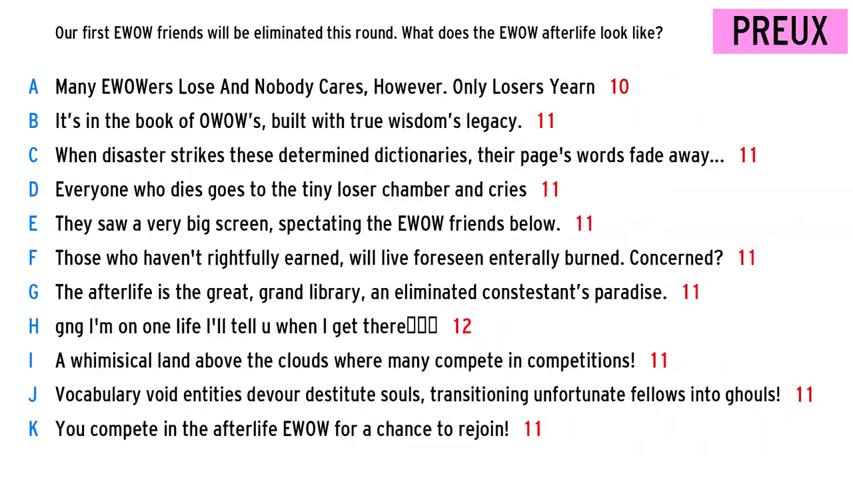 Our first EWOW friends will be eliminated this round. What does the EWOW afterlife look like?
PREUX
A Many EWOWers Lose And Nobody Cares, However. Only Losers Yearn 10
B It's in the book of OWOW's, built with true wisdom's legacy. 11
C When disaster strikes these determined dictionaries, their page's words fade away... 11
D Everyone who dies goes to the tiny loser chamber and cries 11
E They saw a very big screen, spectating the EWOW friends below. 11
F Those who haven't rightfully earned, will live foreseen enterally burned. Concerned? 11
G The afterlife is the great, grand library, an eliminated constestant's paradise. 11
H gng I'm on one life I'll tell u when I get there▯▯▯ 12
I A whimisical land above the clouds where many compete in competitions! 11
J Vocabulary void entities devour destitute souls, transitioning unfortunate fellows into ghouls! 11
K You compete in the afterlife EWOW for a chance to rejoin! 11